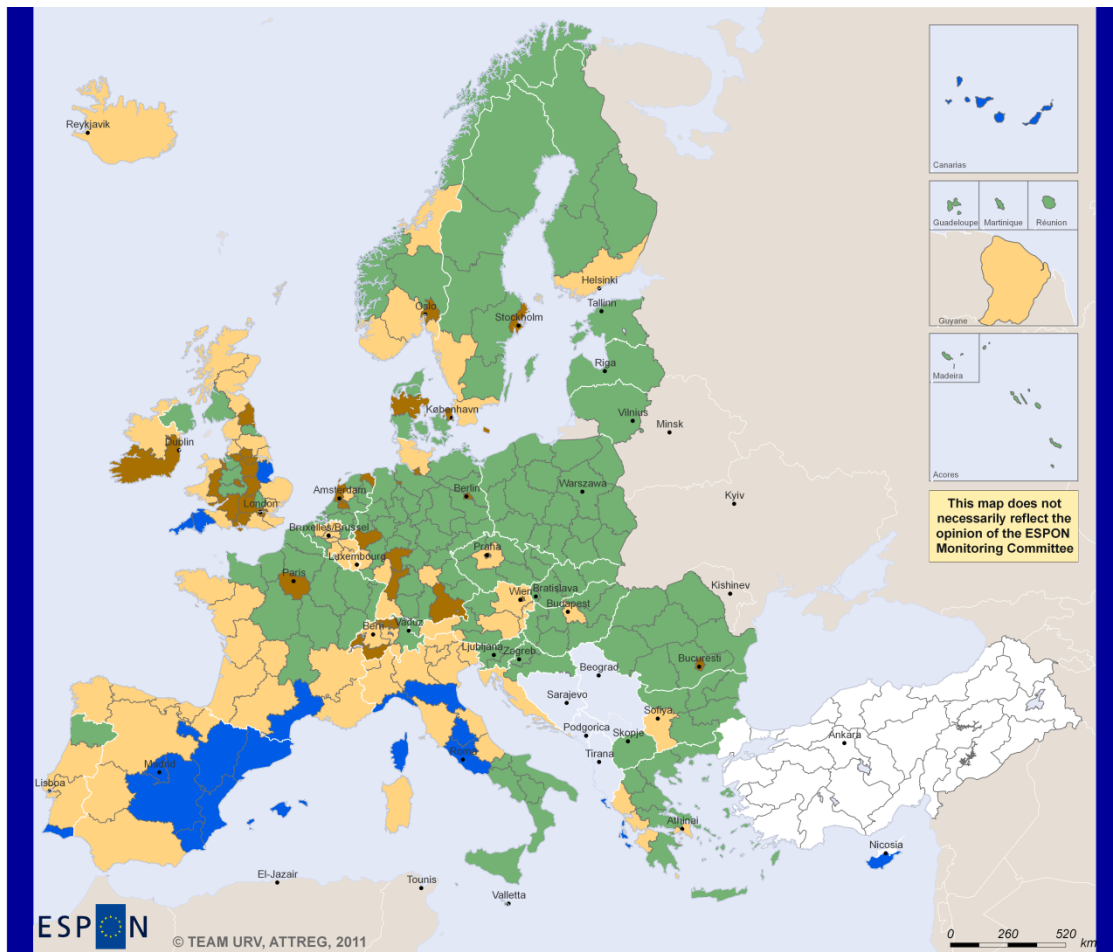 Reykjavik
Canarias
Guadeloupe
Martinique
Réunion
Guyane
Madeira
Acores
This map does not
necessarily reflect the
opinion of the ESPON
Monitoring Committee
Helsinki
Oslo
Stockholm
Tallinn
Riga
København
Vilnius
Minsk
Dublin
Amsterdam
Berlin
Warszawa
London
Kyiv
Bruxelles/Brussel
Luxembourg
Praha
Paris
Kishinev
Wien
Bratislava
Budapest
Bern
Vaduz
Ljubljana
Zagreb
Bucuresti
Beograd
Sarajevo
Sofiya
Podgorica
Skopje
Ankara
Tirana
Roma
Madrid
Lisboa
Athinai
Nicosia
El-Jazair
Tounis
Valletta
ESPON
© TEAM URV, ATTREG, 2011
0 260 520
km